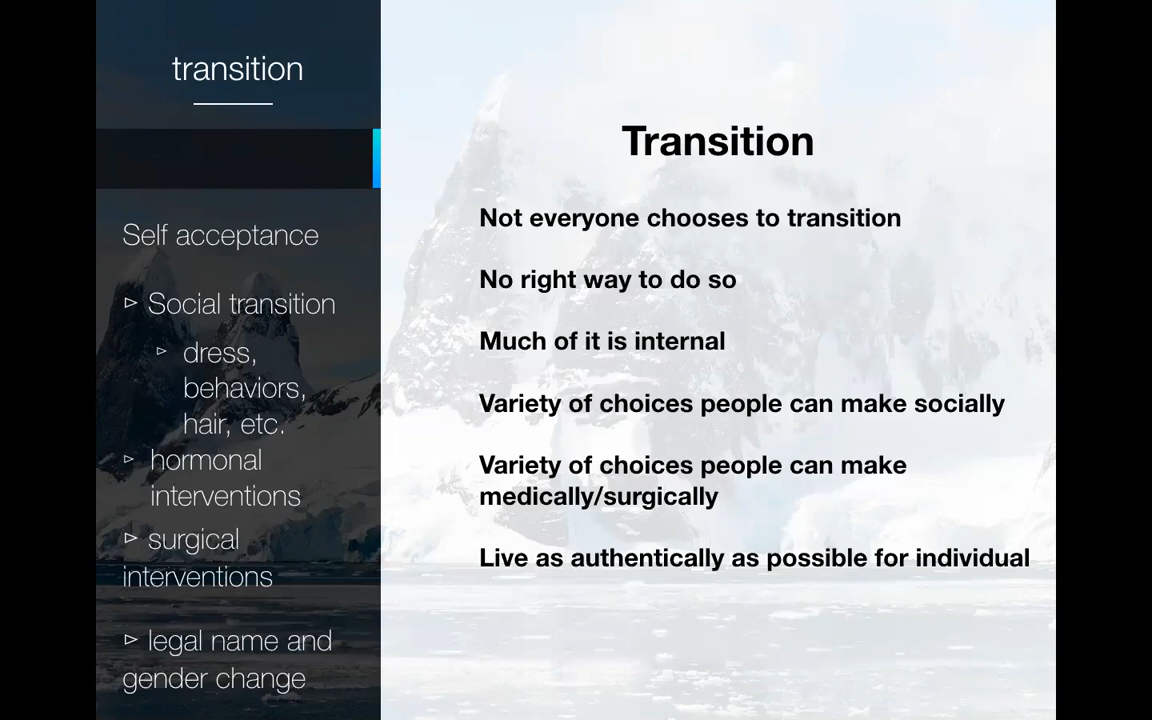 transition
Self acceptance
▹ Social transition
▹ dress,
behaviors,
hair, etc.
▹ hormonal
interventions
▹ surgical
interventions
▹ legal name and
gender change
Transition
Not everyone chooses to transition
No right way to do so
Much of it is internal
Variety of choices people can make socially
Variety of choices people can make
medically/surgically
Live as authentically as possible for individual